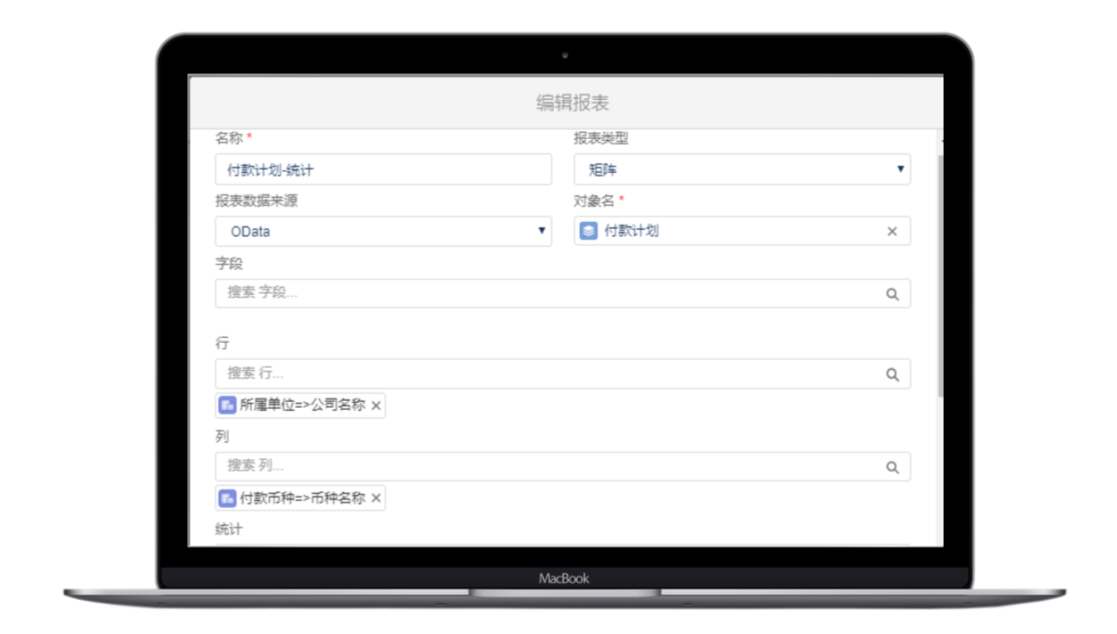 编辑报表
名称 * 报表类型
付款计划-统计 矩阵
报表数据来源 对象名 *
OData 付款计划
字段
搜索 字段...
行
搜索 行...
所属单位=>公司名称
列
搜索 列...
付款币种=>币种名称
统计
MacBook